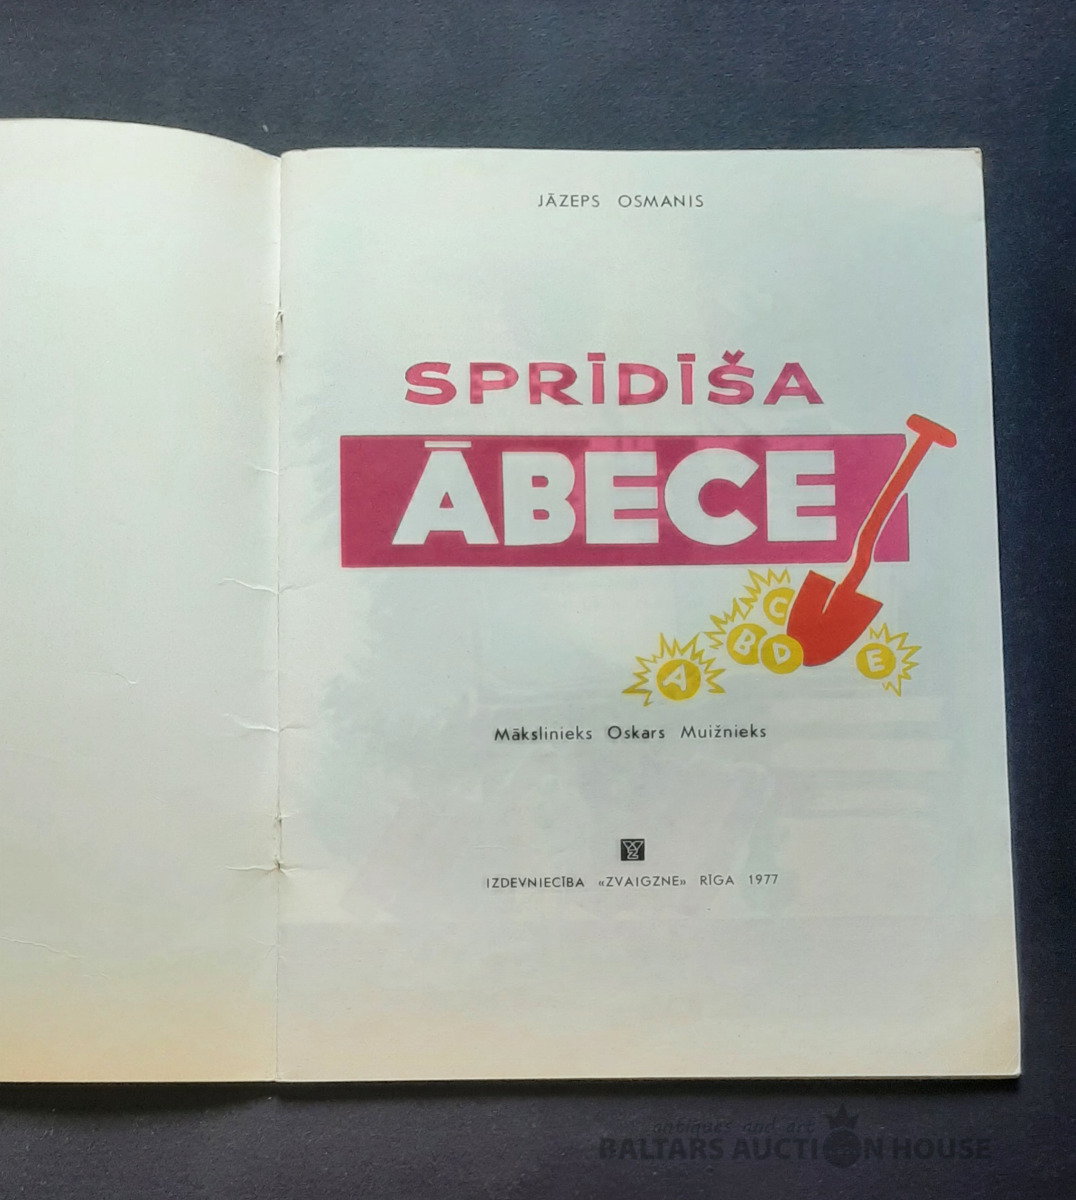 JĀZEPS OSMANIS
SPRĪDĪŠA
ĀBECE
C
B
D
E
A
Mākslinieks Oskars Muižnieks
IZDEVNIECĪBA «ZVAIGZNE» RĪGA 1977
antiques and art
BALTARS AUCTION HOUSE